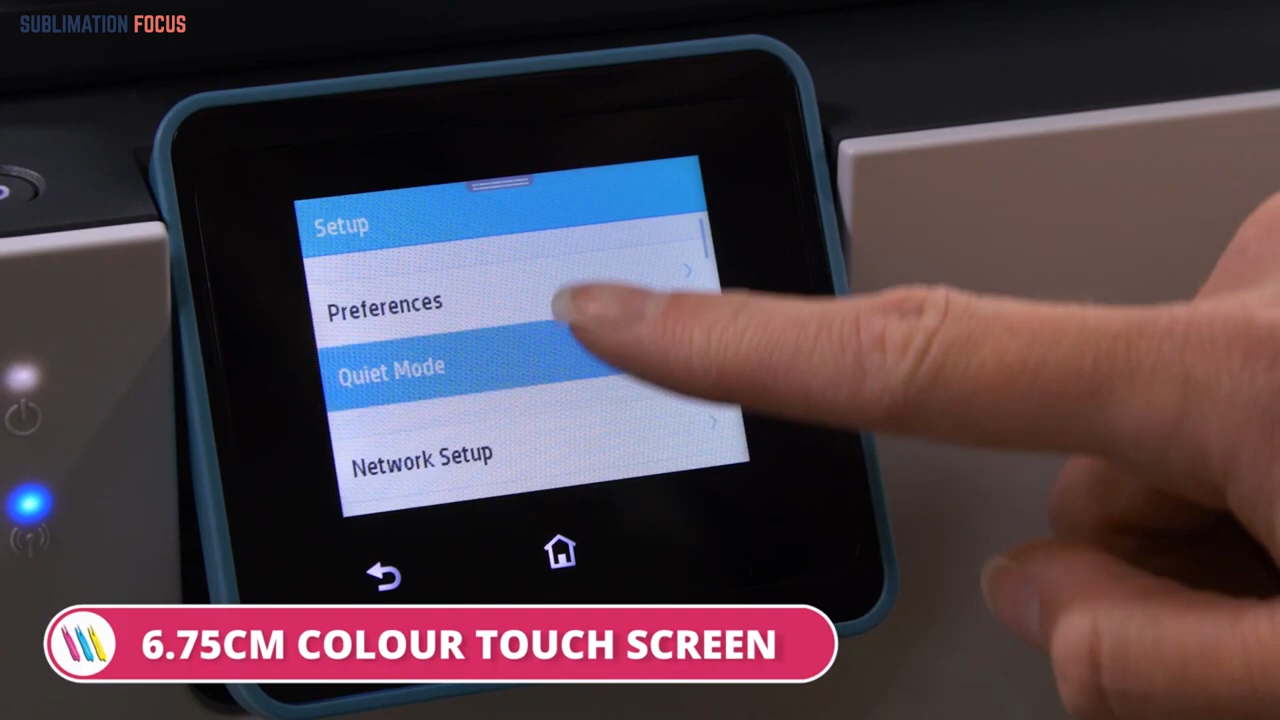 SUBLIMATION FOCUS
Setup
Preferences
Quiet Mode
Network Setup
6.75CM COLOUR TOUCH SCREEN